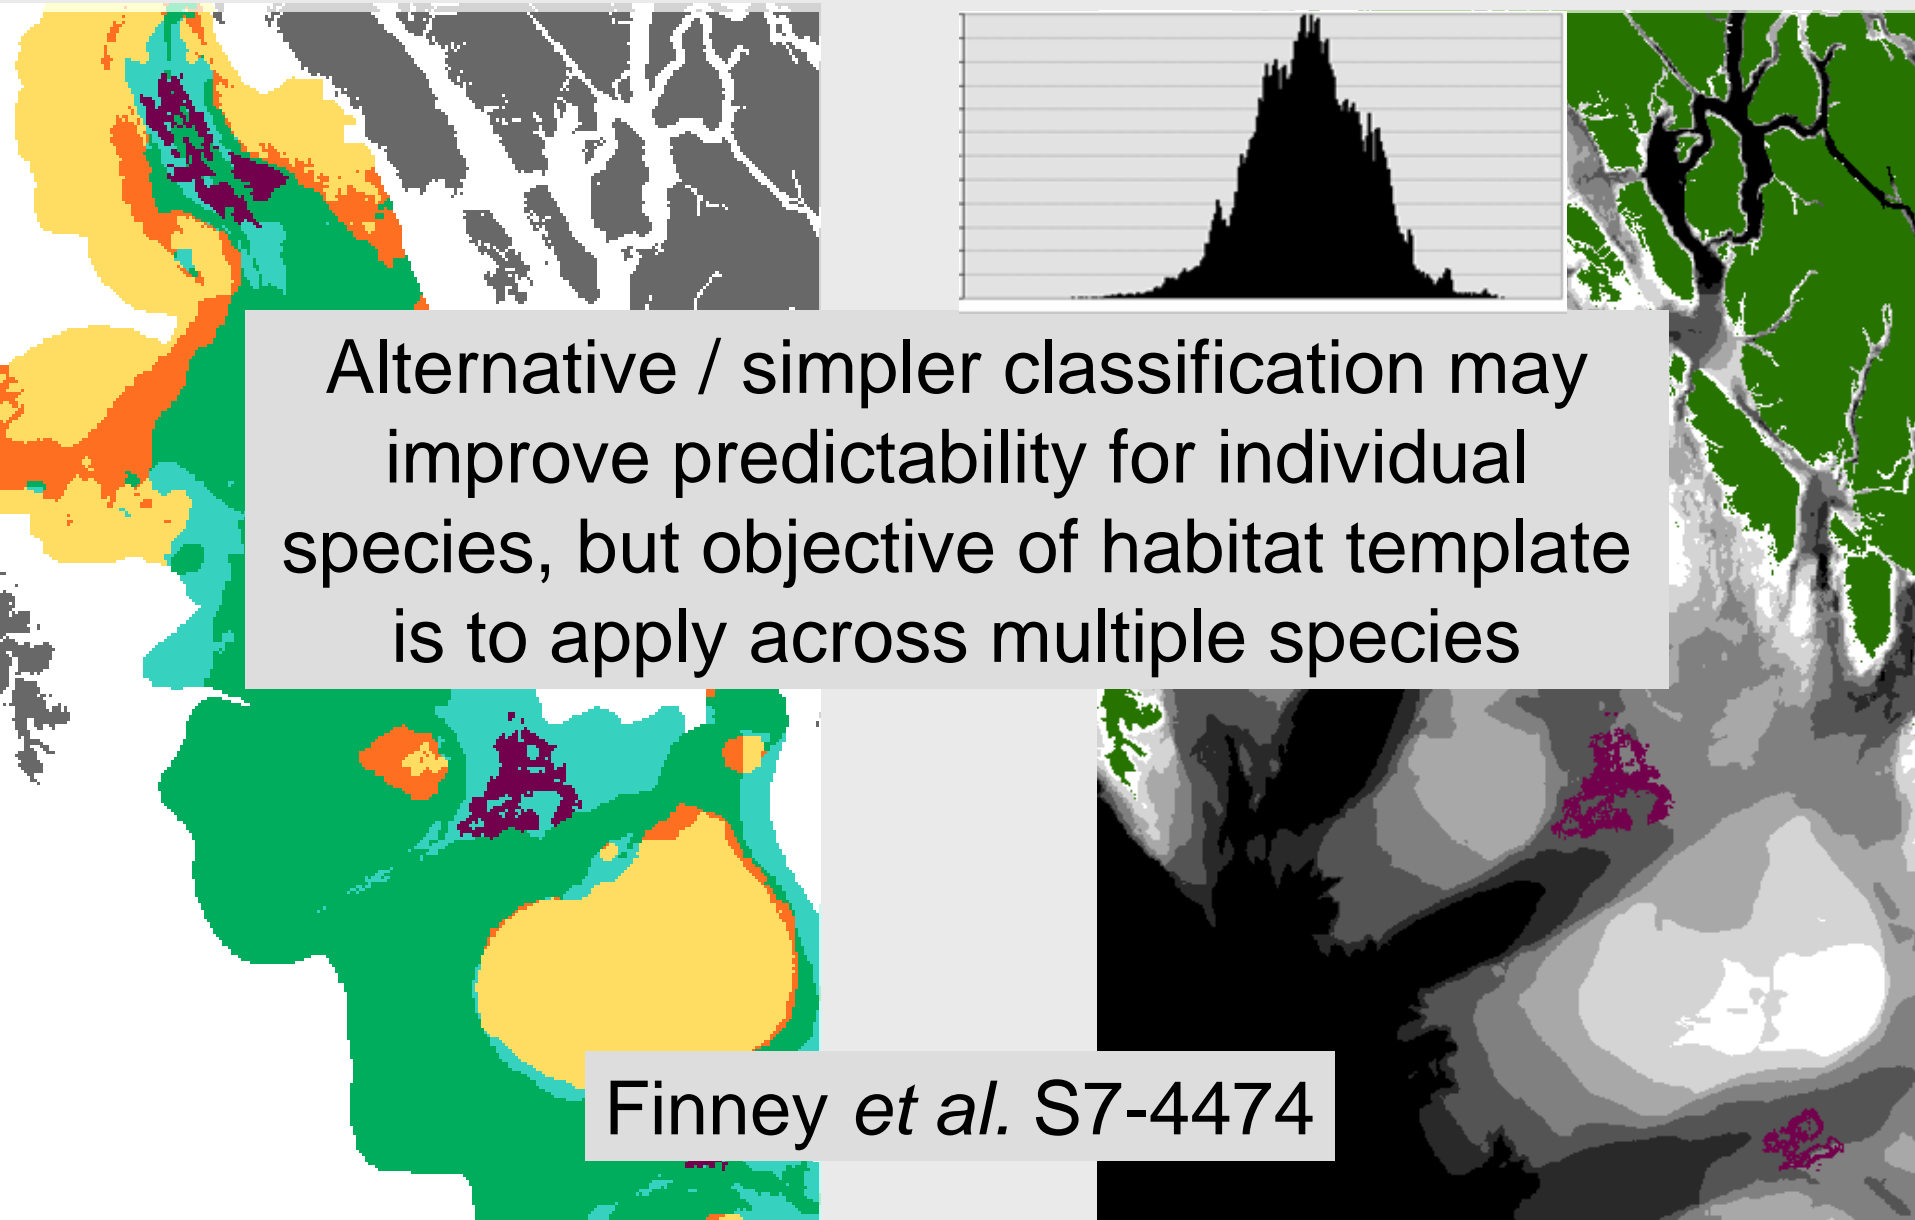 Alternative / simpler classification may
improve predictability for individual
species, but objective of habitat template
is to apply across multiple species
Finney et al. S7-4474